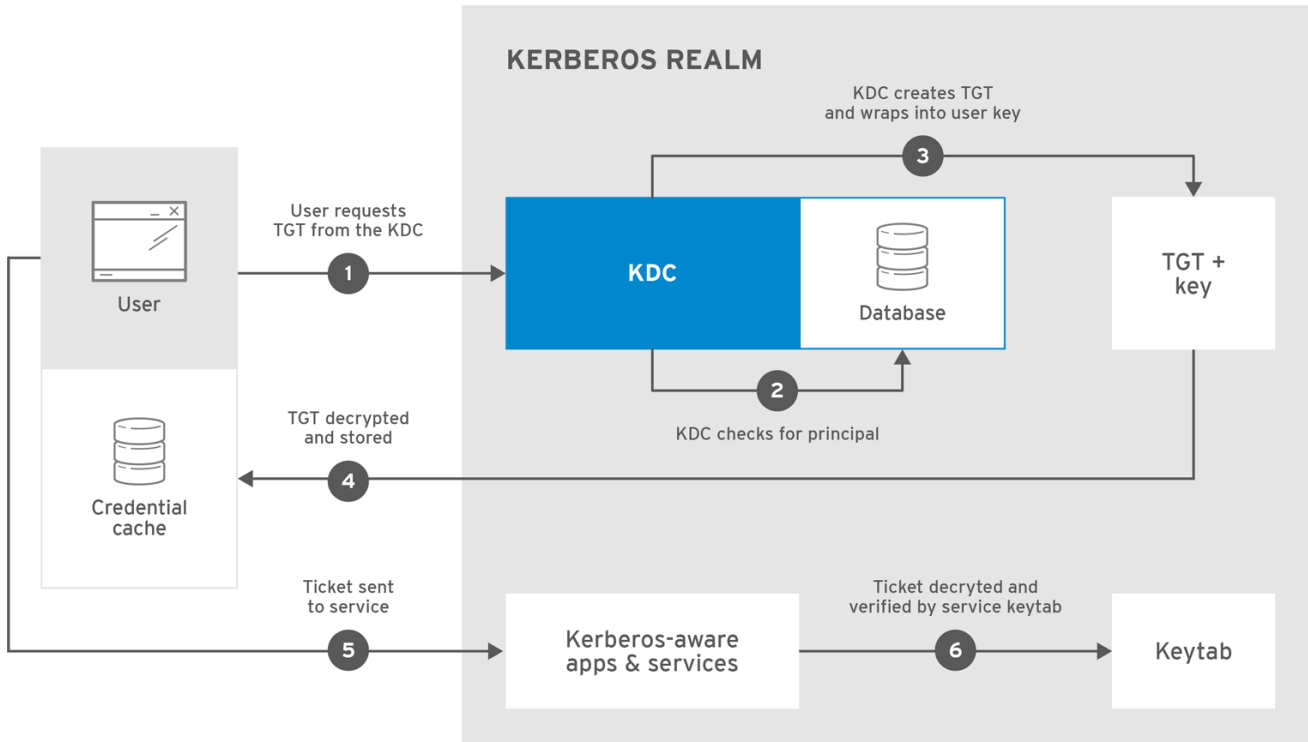 KERBEROS REALM
KDC creates TGT
and wraps into user key
3
User requests
TGT from the KDC
1
User
KDC
Database
TGT +
key
2
KDC checks for principal
TGT decrypted
and stored
4
Credential
cache
Ticket sent
to service
5
Kerberos-aware
apps & services
Ticket decryted and
verified by service keytab
6
Keytab